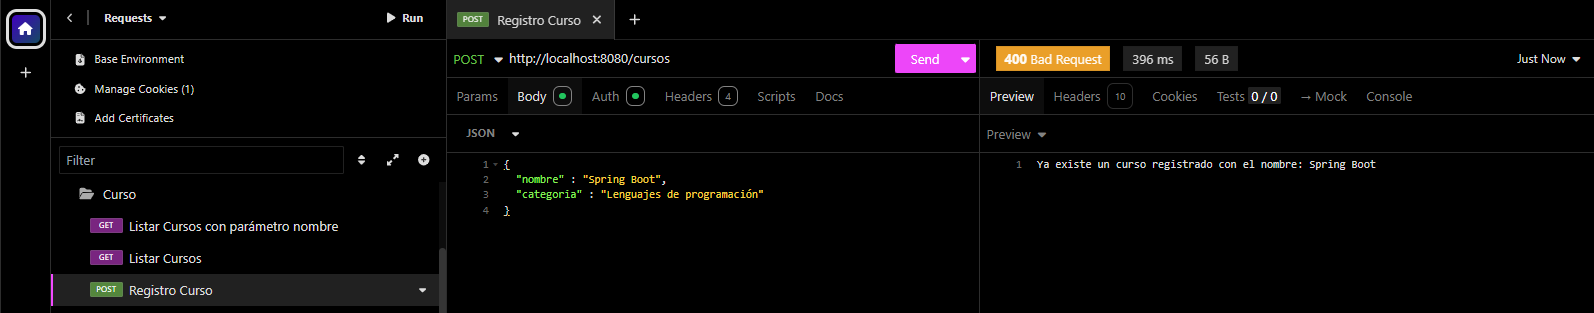 Requests
Run
Base Environment
Manage Cookies (1)
Add Certificates
Filter
Curso
GET Listar Cursos con parámetro nombre
GET Listar Cursos
POST Registro Curso
POST Registro Curso
POST http://localhost:8080/cursos
Send
Params Body Auth Headers 4 Scripts Docs
JSON
1 {
2 "nombre" : "Spring Boot",
3 "categoria" : "Lenguajes de programación"
4 }
400 Bad Request 396 ms 56 B Just Now
Preview Headers 10 Cookies Tests 0 / 0 → Mock Console
Preview
1 Ya existe un curso registrado con el nombre: Spring Boot